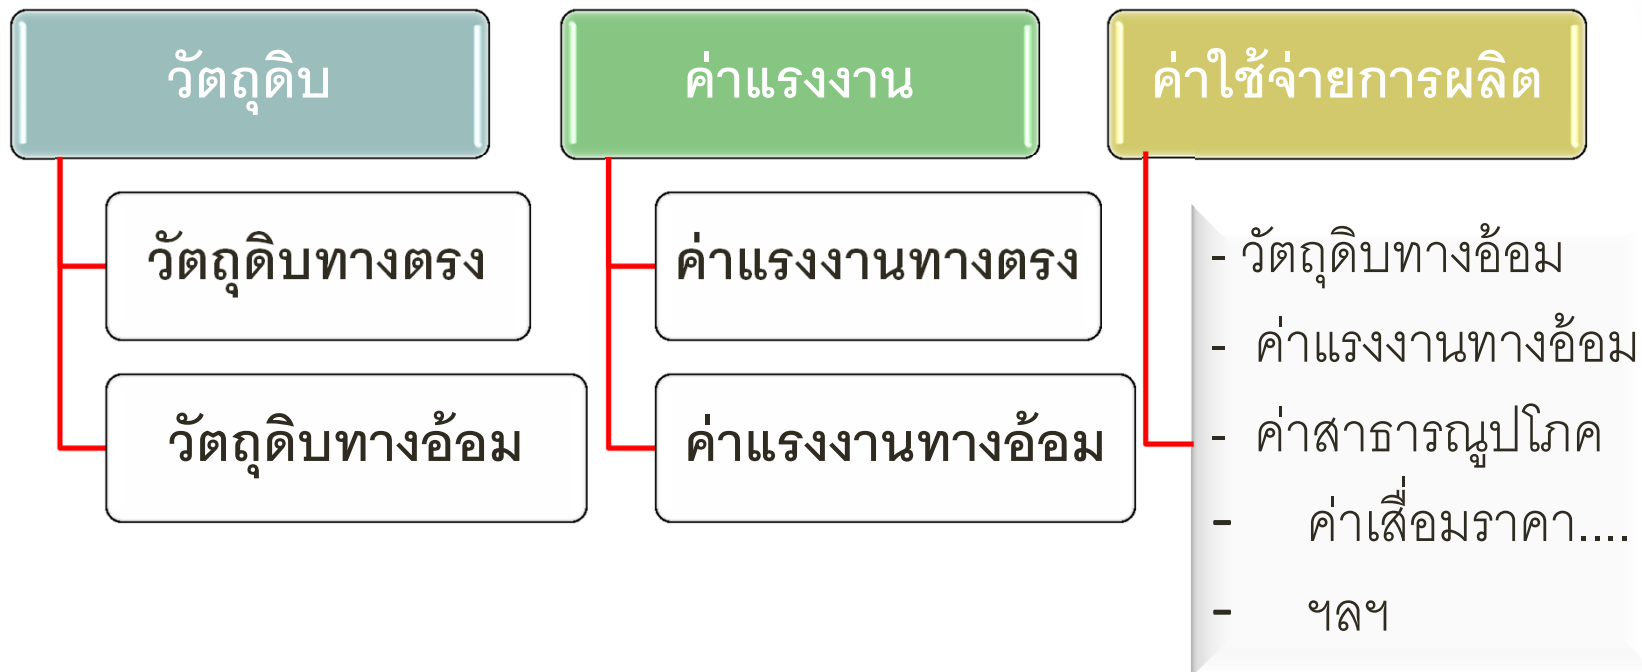 วัตถุดิบ
วัตถุดิบทางตรง
วัตถุดิบทางอ้อม
ค่าแรงงาน
ค่าแรงงานทางตรง
ค่าแรงงานทางอ้อม
ค่าใช้จ่ายการผลิต
- วัตถุดิบทางอ้อม
- ค่าแรงงานทางอ้อม
- ค่าสาธารณูปโภค
- ค่าเสื่อมราคา....
- ฯลฯ